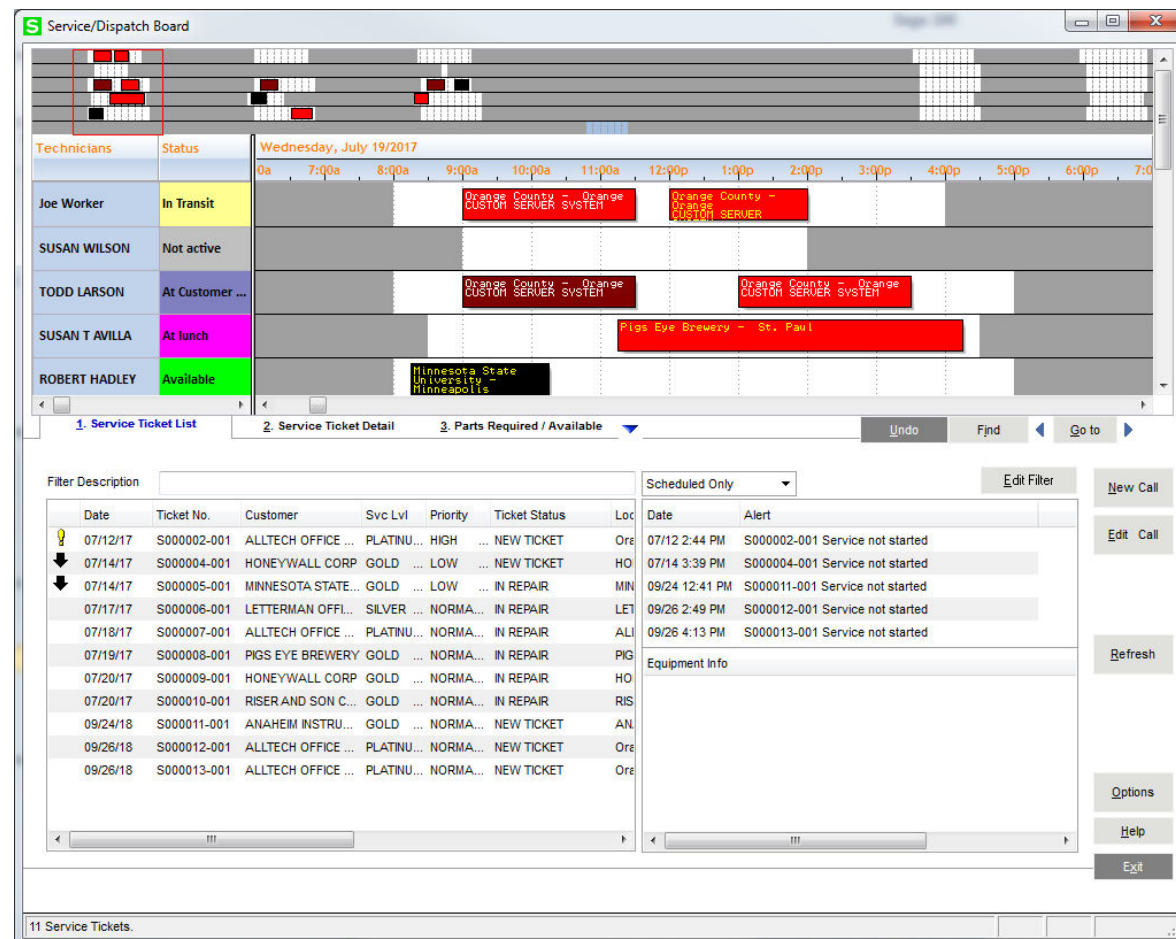 Service/Dispatch Board
Technicians Status Wednesday, July 19/2017
0a 7:00a 8:00a 9:00a 10:00a 11:00a 12:00p 1:00p 2:00p 3:00p 4:00p 5:00p 6:00p 7:0
Joe Worker In Transit
Orange County - Orange
CUSTOM SERVER SYSTEM
Orange County -
Orange
CUSTOM SERVER
SUSAN WILSON Not active
TODD LARSON At Customer ...
Orange County - Orange
CUSTOM SERVER SYSTEM
Orange County - Orange
CUSTOM SERVER SYSTEM
SUSAN T AVILLA At lunch
Pigs Eye Brewery - St. Paul
ROBERT HADLEY Available
Minnesota State
University -
Minneapolis
1. Service Ticket List 2. Service Ticket Detail 3. Parts Required / Available Undo Find Go to
Filter Description Scheduled Only Edit Filter
New Call
Edit Call
Refresh
Options
Help
Exit
Date Ticket No. Customer Svc Lvl Priority Ticket Status Loc
07/12/17 S000002-001 ALLTECH OFFICE ... PLATINU... HIGH ... NEW TICKET Ora
07/14/17 S000004-001 HONEYWALL CORP GOLD ... LOW ... NEW TICKET HO
07/14/17 S000005-001 MINNESOTA STATE... GOLD ... LOW ... IN REPAIR MIN
07/17/17 S000006-001 LETTERMAN OFFI... SILVER ... NORMA... IN REPAIR LET
07/18/17 S000007-001 ALLTECH OFFICE ... PLATINU... NORMA... IN REPAIR ALI
07/19/17 S000008-001 PIGS EYE BREWERY GOLD ... NORMA... IN REPAIR PIG
07/20/17 S000009-001 HONEYWALL CORP GOLD ... NORMA... IN REPAIR HO
07/20/17 S000010-001 RISER AND SON C... GOLD ... NORMA... IN REPAIR RIS
09/24/18 S000011-001 ANAHEIM INSTRU... GOLD ... NORMA... NEW TICKET AN
09/26/18 S000012-001 ALLTECH OFFICE ... PLATINU... NORMA... NEW TICKET Ora
09/26/18 S000013-001 ALLTECH OFFICE ... PLATINU... NORMA... NEW TICKET Ora
Date Alert
07/12 2:44 PM S000002-001 Service not started
07/14 3:39 PM S000004-001 Service not started
09/24 12:41 PM S000011-001 Service not started
09/26 2:49 PM S000012-001 Service not started
09/26 4:13 PM S000013-001 Service not started
Equipment Info
11 Service Tickets.